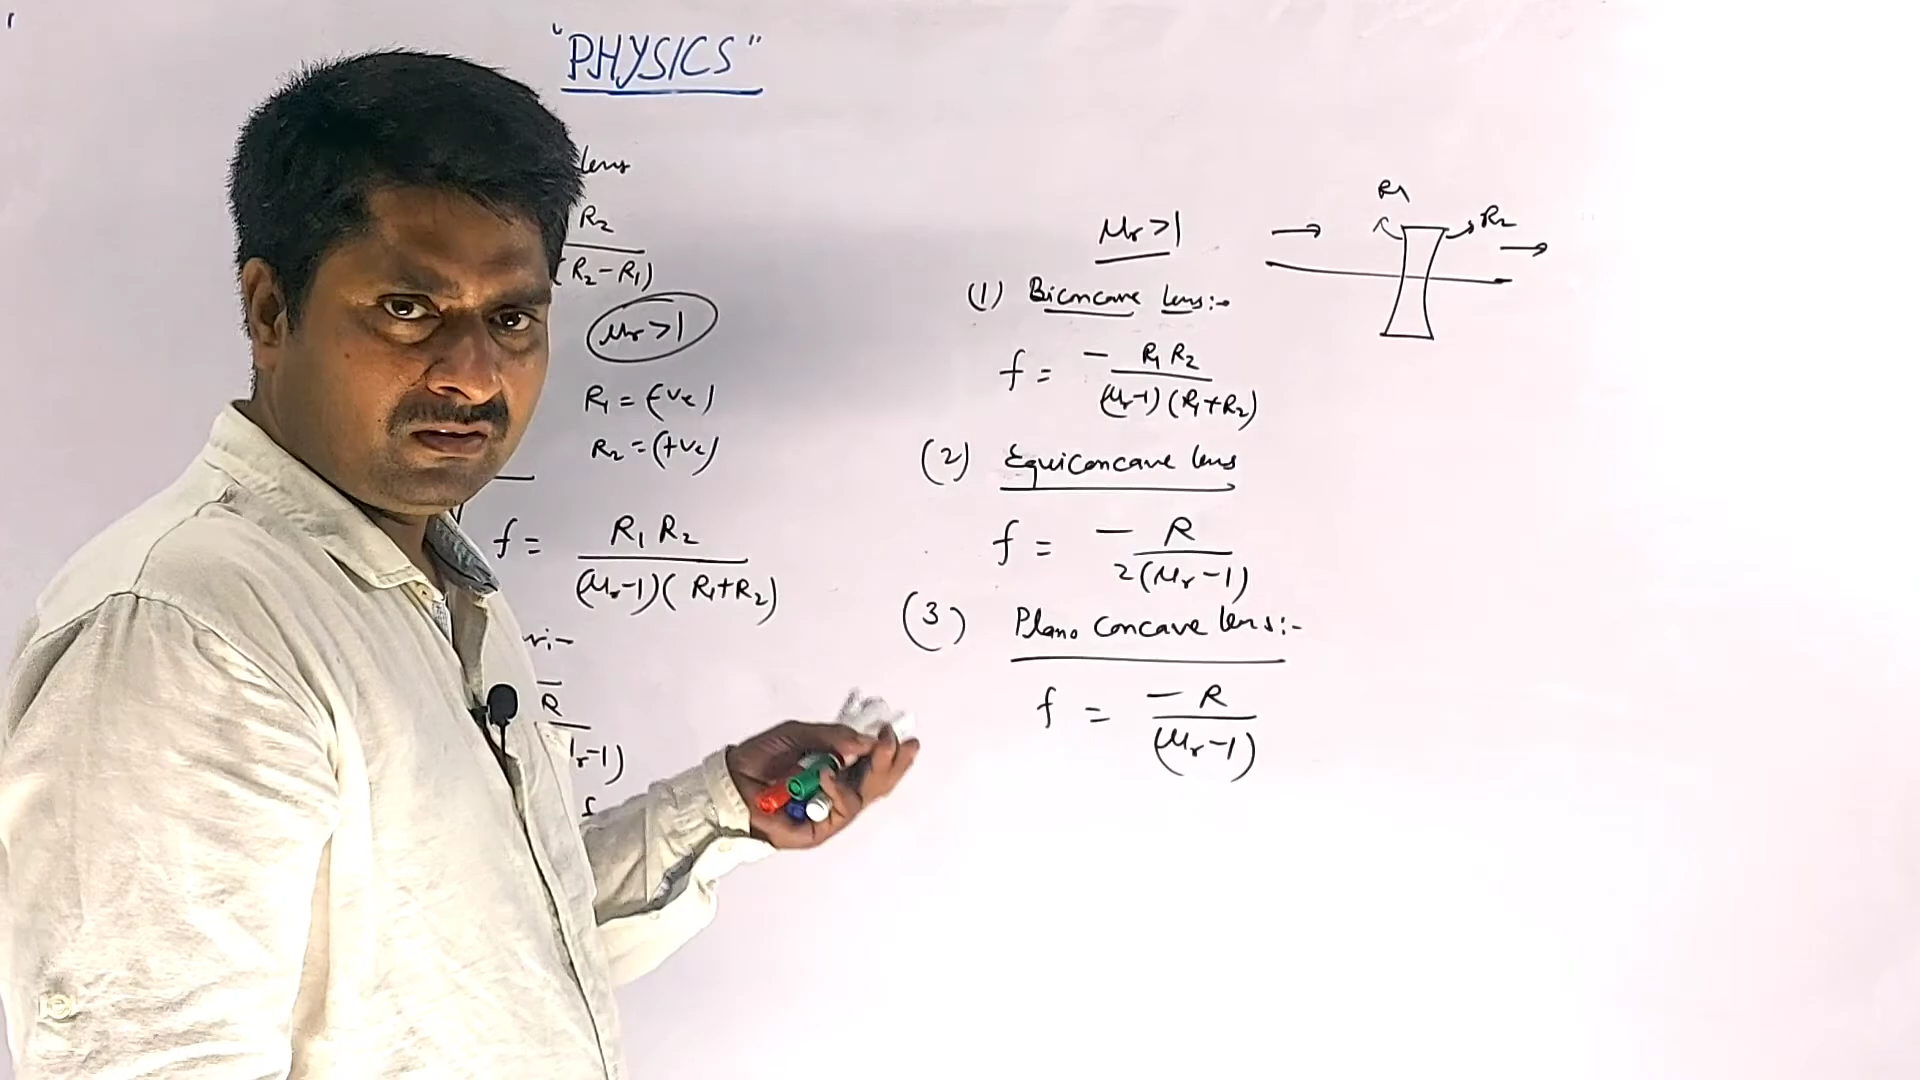 "PHYSICS"
lens
R2
(R2-R1)
μr>1
R1 = (-ve)
R2 = (+ve)
f = R1 R2
(μr-1)( R1+R2)
R
r-1)
f
μr>1
R1
R2
(1) Biconcave lens:-
f = - R1 R2
(μr-1) (R1+R2)
(2) Equiconcave lens
f = - R
2(μr-1)
(3) Plano Concave lens:-
f = -R
(μr-1)